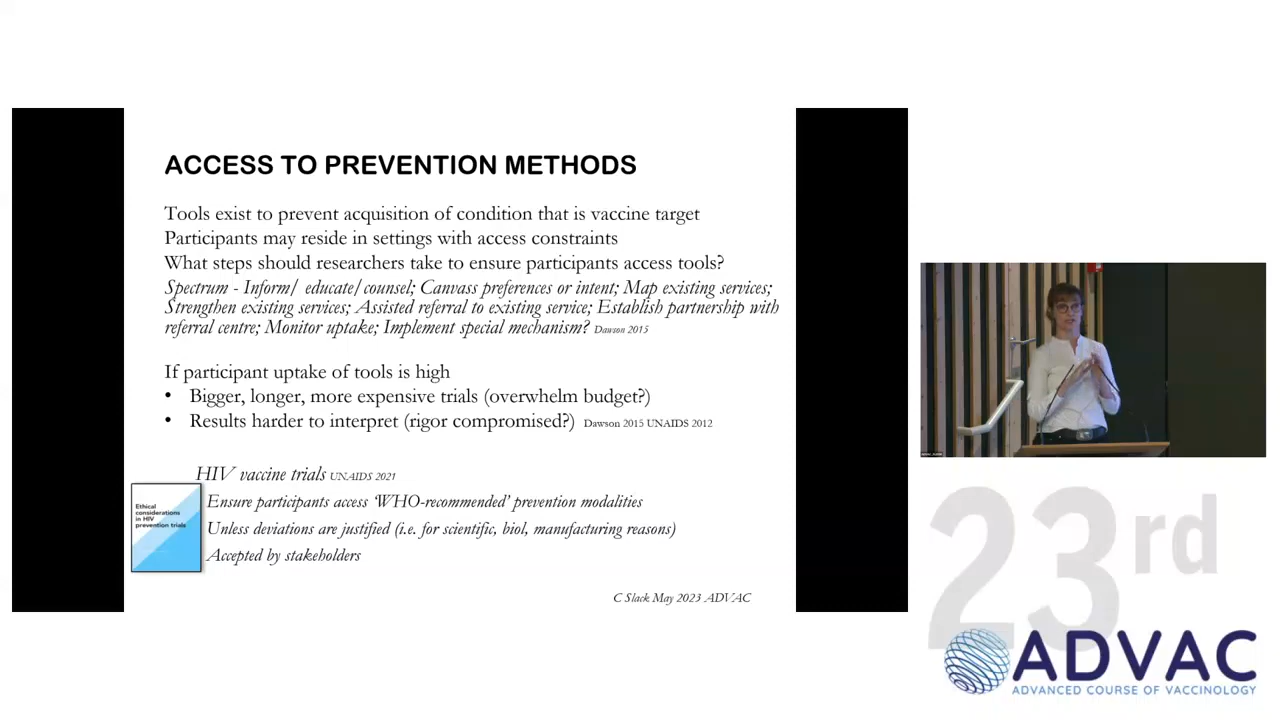 ACCESS TO PREVENTION METHODS
Tools exist to prevent acquisition of condition that is vaccine target
Participants may reside in settings with access constraints
What steps should researchers take to ensure participants access tools?
Spectrum - Inform/ educate/counsel; Canvass preferences or intent; Map existing services;
Strengthen existing services; Assisted referral to existing service; Establish partnership with
referral centre; Monitor uptake; Implement special mechanism? Dawson 2015
If participant uptake of tools is high
• Bigger, longer, more expensive trials (overwhelm budget?)
• Results harder to interpret (rigor compromised?) Dawson 2015 UNAIDS 2012
HIV vaccine trials UNAIDS 2021
Ensure participants access ‘WHO-recommended’ prevention modalities
Unless deviations are justified (i.e. for scientific, biol, manufacturing reasons)
Accepted by stakeholders
Ethical
considerations
in HIV
prevention trials
C Slack May 2023 ADVAC
23rd
ADVAC
ADVANCED COURSE OF VACCINOLOGY